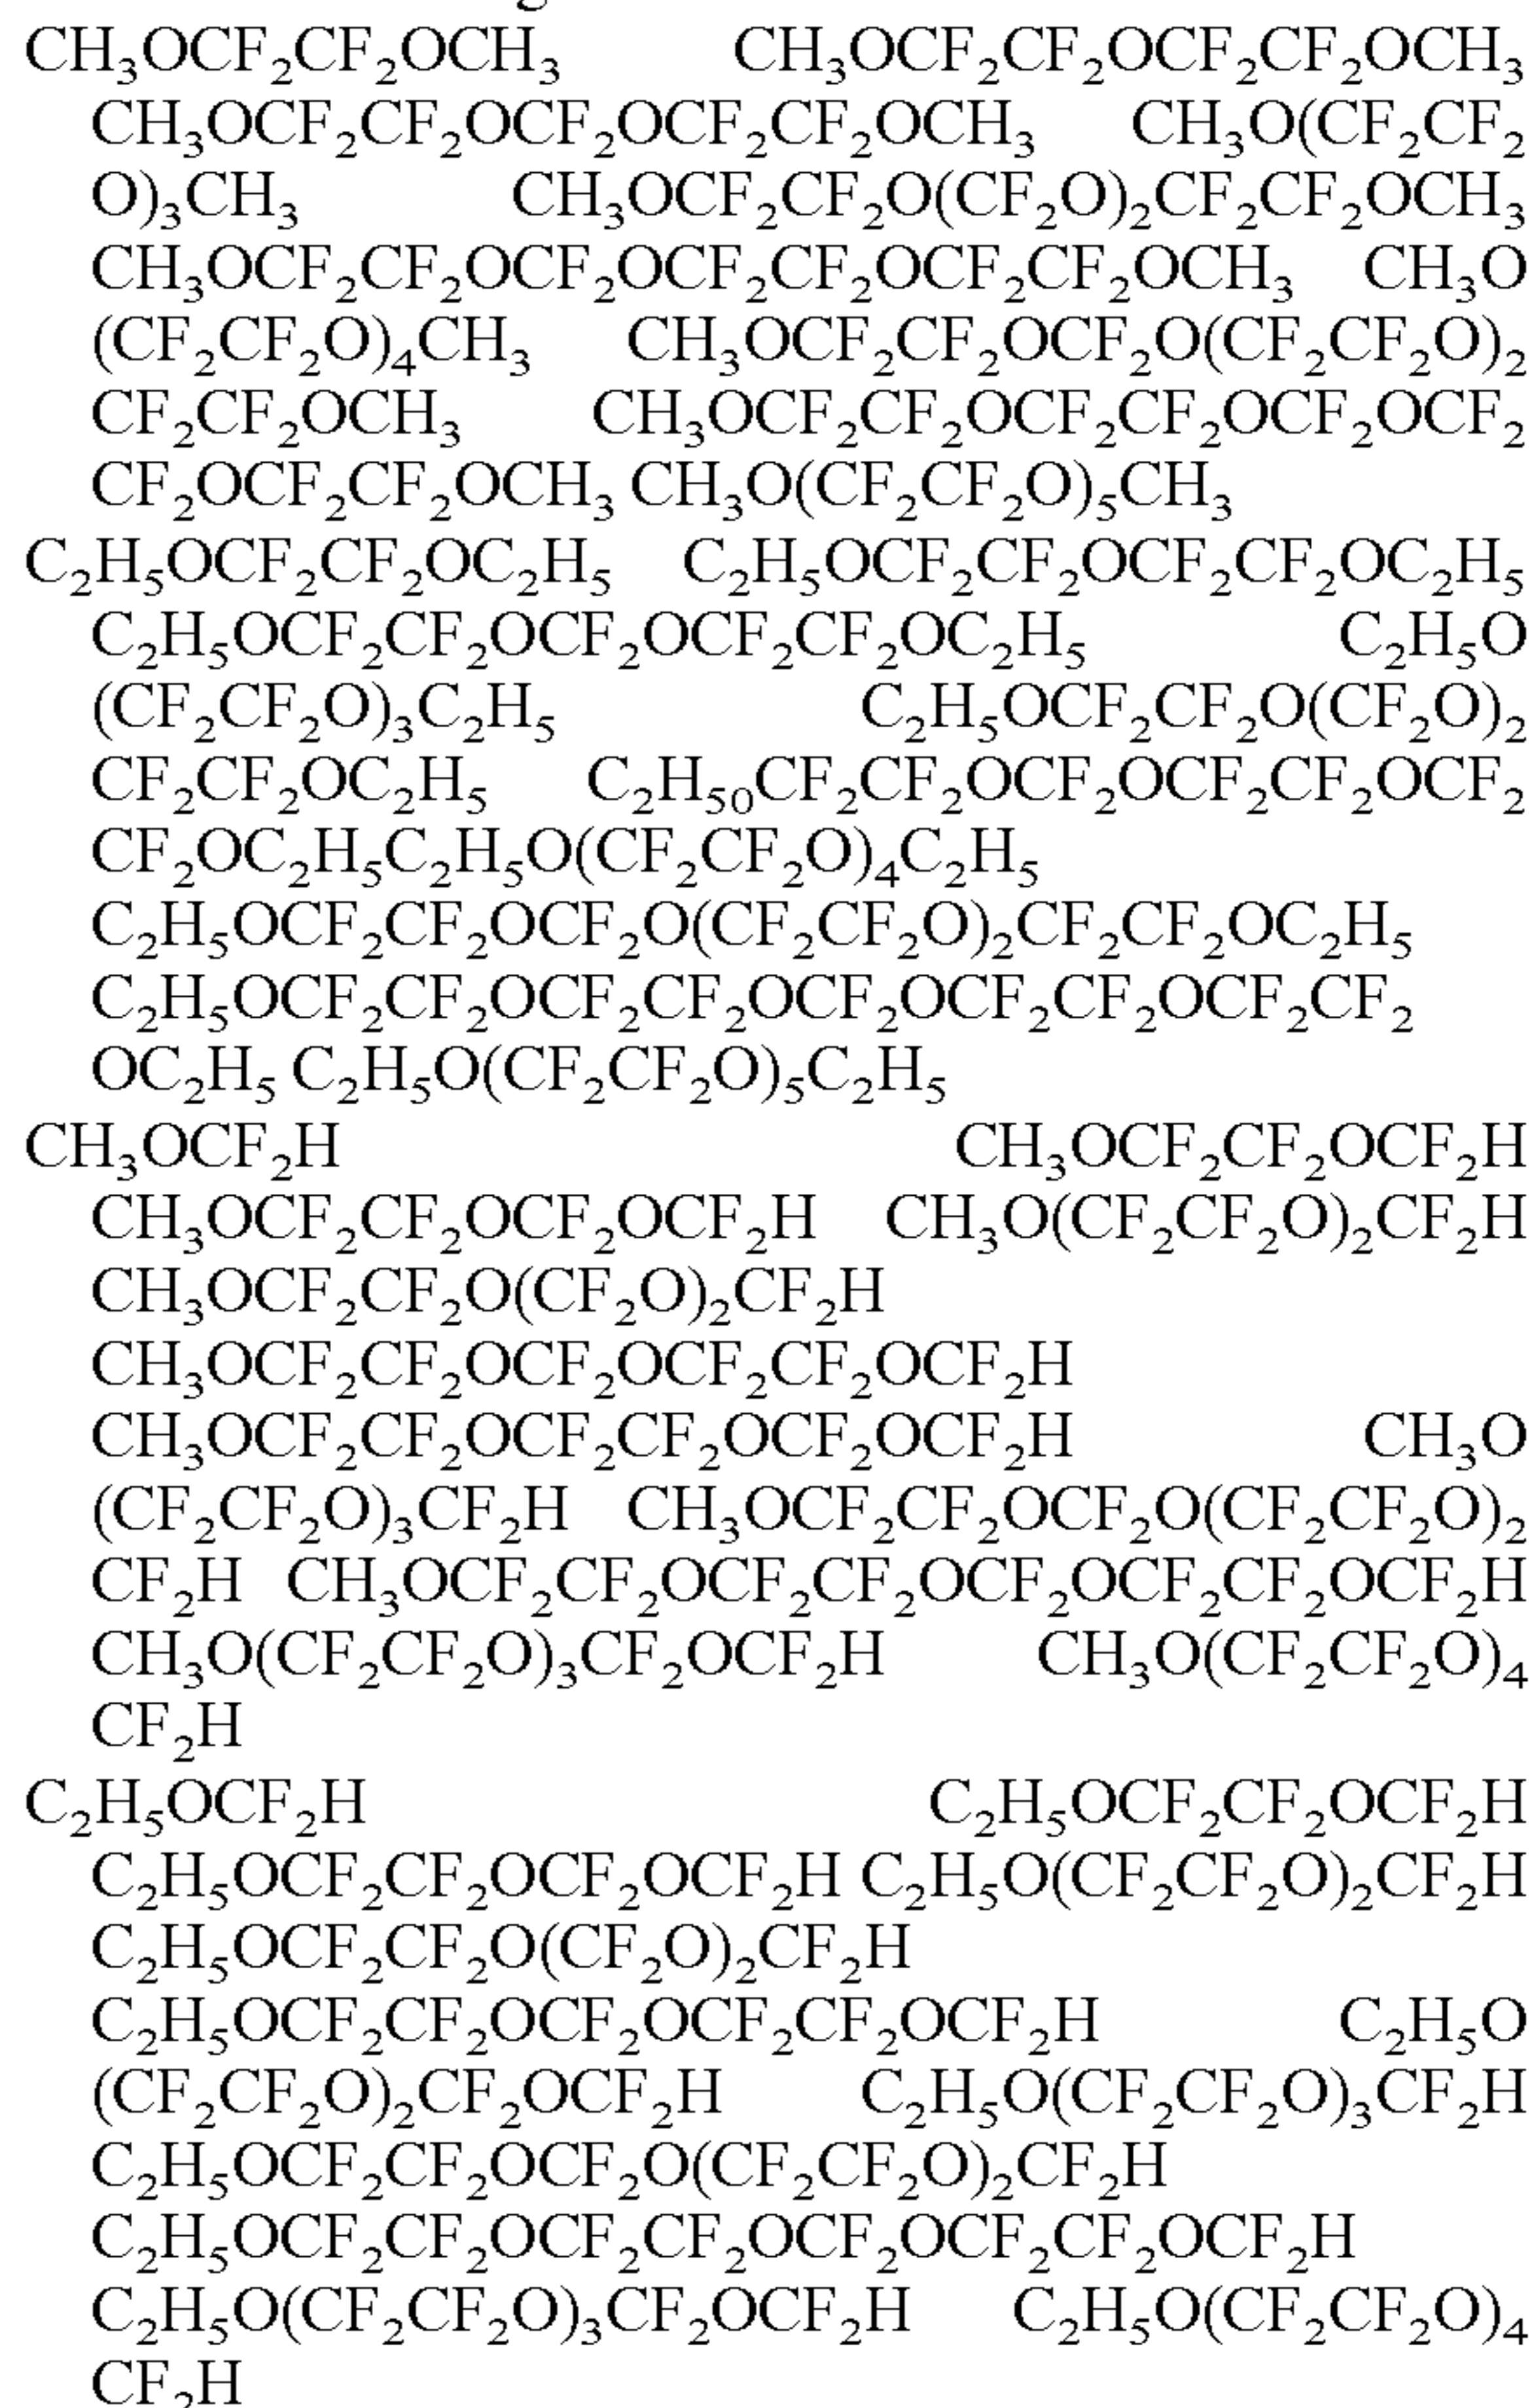 CH₃OCF₂CF₂OCH₃ CH₃OCF₂CF₂OCF₂CF₂OCH₃
CH₃OCF₂CF₂OCF₂OCF₂CF₂OCH₃ CH₃O(CF₂CF₂
O)₃CH₃ CH₃OCF₂CF₂O(CF₂O)₂CF₂CF₂OCH₃
CH₃OCF₂CF₂OCF₂OCF₂CF₂OCF₂CF₂OCH₃ CH₃O
(CF₂CF₂O)₄CH₃ CH₃OCF₂CF₂OCF₂O(CF₂CF₂O)₂
CF₂CF₂OCH₃ CH₃OCF₂CF₂OCF₂CF₂OCF₂OCF₂
CF₂OCF₂CF₂OCH₃ CH₃O(CF₂CF₂O)₅CH₃
C₂H₅OCF₂CF₂OC₂H₅ C₂H₅OCF₂CF₂OCF₂CF₂OC₂H₅
C₂H₅OCF₂CF₂OCF₂OCF₂CF₂OC₂H₅ C₂H₅O
(CF₂CF₂O)₃C₂H₅ C₂H₅OCF₂CF₂O(CF₂O)₂
CF₂CF₂OC₂H₅ C₂H₅₀CF₂CF₂OCF₂OCF₂CF₂OCF₂
CF₂OC₂H₅C₂H₅O(CF₂CF₂O)₄C₂H₅
C₂H₅OCF₂CF₂OCF₂O(CF₂CF₂O)₂CF₂CF₂OC₂H₅
C₂H₅OCF₂CF₂OCF₂CF₂OCF₂OCF₂CF₂OCF₂CF₂
OC₂H₅ C₂H₅O(CF₂CF₂O)₅C₂H₅
CH₃OCF₂H CH₃OCF₂CF₂OCF₂H
CH₃OCF₂CF₂OCF₂OCF₂H CH₃O(CF₂CF₂O)₂CF₂H
CH₃OCF₂CF₂O(CF₂O)₂CF₂H
CH₃OCF₂CF₂OCF₂OCF₂CF₂OCF₂H
CH₃OCF₂CF₂OCF₂CF₂OCF₂OCF₂H CH₃O
(CF₂CF₂O)₃CF₂H CH₃OCF₂CF₂OCF₂O(CF₂CF₂O)₂
CF₂H CH₃OCF₂CF₂OCF₂CF₂OCF₂OCF₂CF₂OCF₂H
CH₃O(CF₂CF₂O)₃CF₂OCF₂H CH₃O(CF₂CF₂O)₄
CF₂H
C₂H₅OCF₂H C₂H₅OCF₂CF₂OCF₂H
C₂H₅OCF₂CF₂OCF₂OCF₂H C₂H₅O(CF₂CF₂O)₂CF₂H
C₂H₅OCF₂CF₂O(CF₂O)₂CF₂H
C₂H₅OCF₂CF₂OCF₂OCF₂CF₂OCF₂H C₂H₅O
(CF₂CF₂O)₂CF₂OCF₂H C₂H₅O(CF₂CF₂O)₃CF₂H
C₂H₅OCF₂CF₂OCF₂O(CF₂CF₂O)₂CF₂H
C₂H₅OCF₂CF₂OCF₂CF₂OCF₂OCF₂CF₂OCF₂H
C₂H₅O(CF₂CF₂O)₃CF₂OCF₂H C₂H₅O(CF₂CF₂O)₄
CF₂H